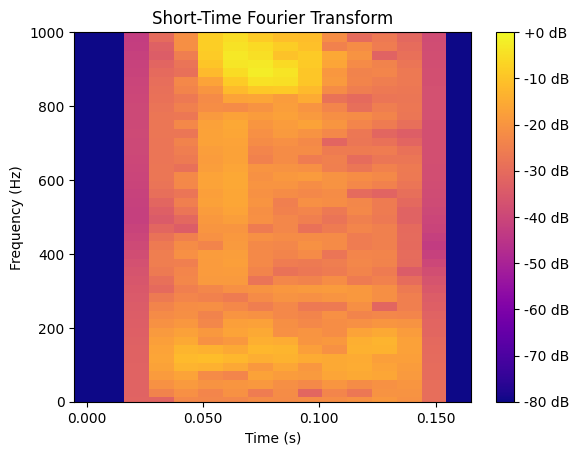 Short-Time Fourier Transform
1000
800
600
400
200
0
Frequency (Hz)
0.000
0.050
0.100
0.150
Time (s)
+0 dB
-10 dB
-20 dB
-30 dB
-40 dB
-50 dB
-60 dB
-70 dB
-80 dB